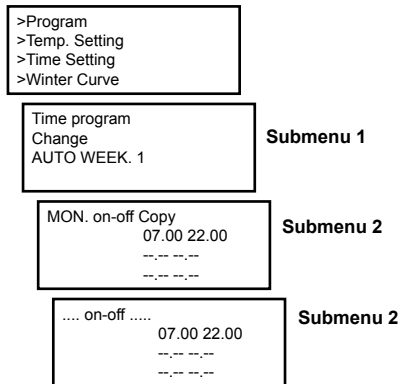 >Program
>Temp. Setting
>Time Setting
>Winter Curve
Time program
Change
AUTO WEEK. 1
Submenu 1
MON. on-off Copy
07.00 22.00
--.-- --.--
--.-- --.--
Submenu 2
.... on-off .....
07.00 22.00
--.-- --.--
--.-- --.--
Submenu 2